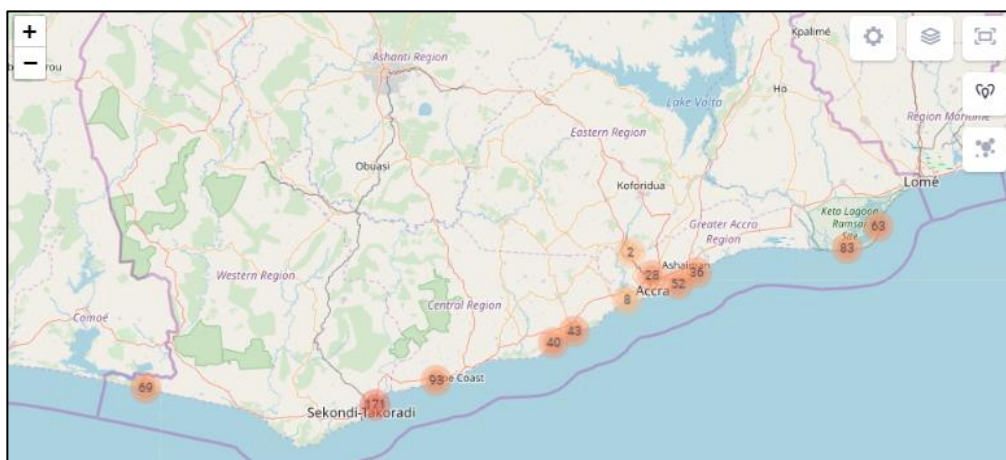 +
−
Kpalimé
Ashanti Region
Ho
Lake Volta
Région Maritime
Eastern Region
Obuasi
Koforidua
Lomé
Keta Lagoon
Ramsar
Site
63
83
Greater Accra
Region
2
28
36
52
Accra
8
Western Region
Central Region
Comoé
43
40
93
Coast
69
171
Sekondi-Takoradi